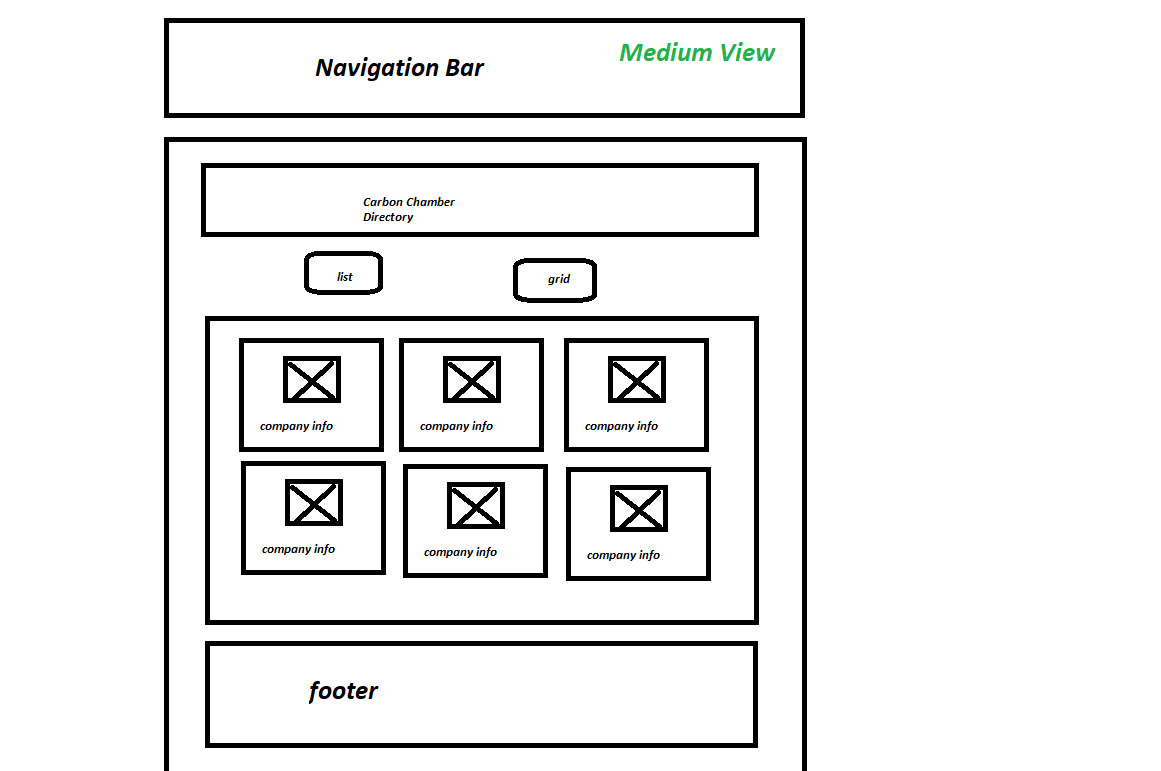 Medium View
Navigation Bar
Carbon Chamber
Directory
list
grid
company info
company info
company info
company info
company info
company info
footer